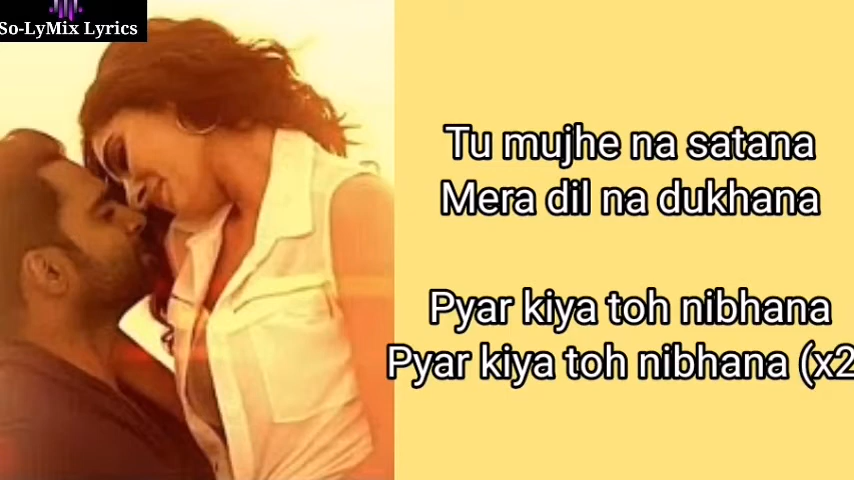 So-LyMix Lyrics
Tu mujhe na satana
Mera dil na dukhana
Pyar kiya toh nibhana
Pyar kiya toh nibhana (x2